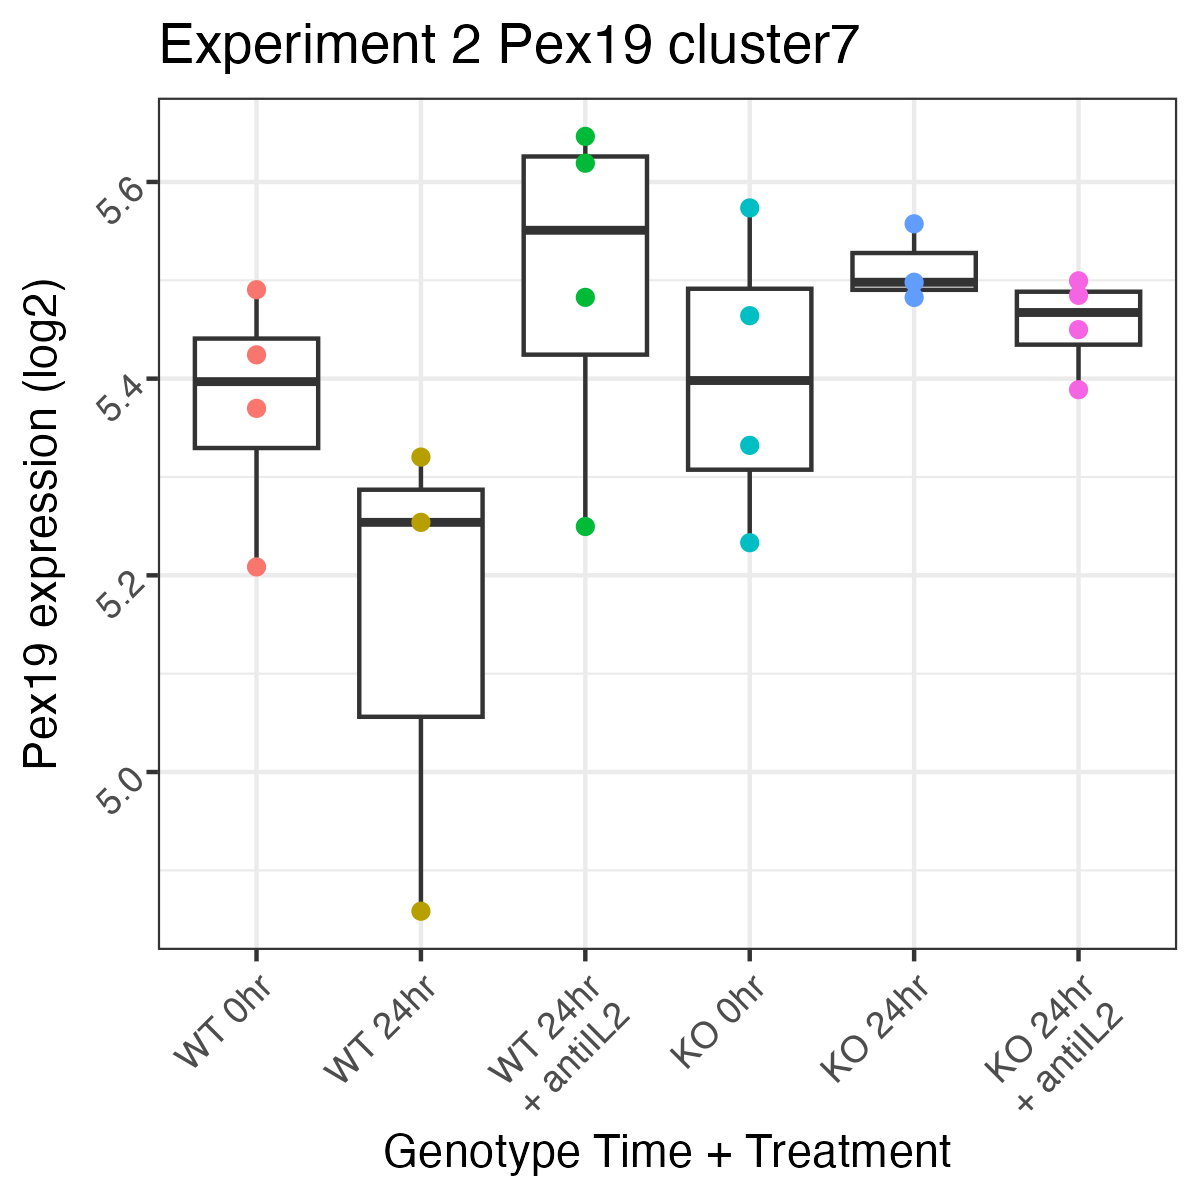 Experiment 2 Pex19 cluster7
Pex19 expression (log2)
5.6
5.4
5.2
5.0
WT 0hr
WT 24hr
WT 24hr
+ antiIL2
KO 0hr
KO 24hr
KO 24hr
+ antiIL2
Genotype Time + Treatment